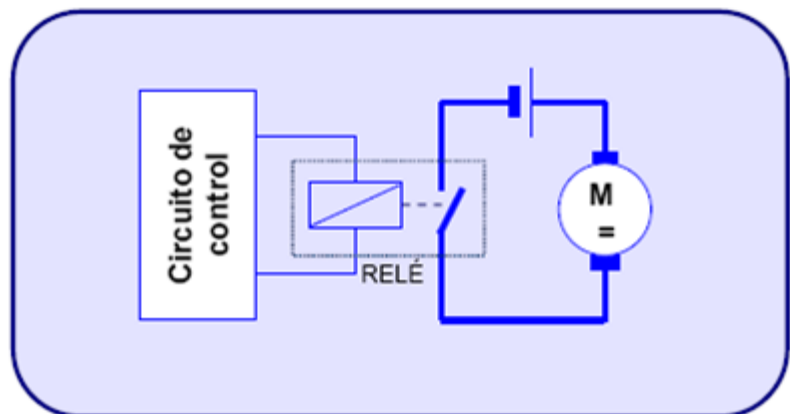 Circuito de
control
RELÉ
M
=